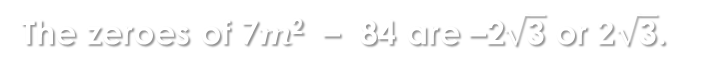 The zeroes of 7m² − 84 are −2√3 or 2√3.